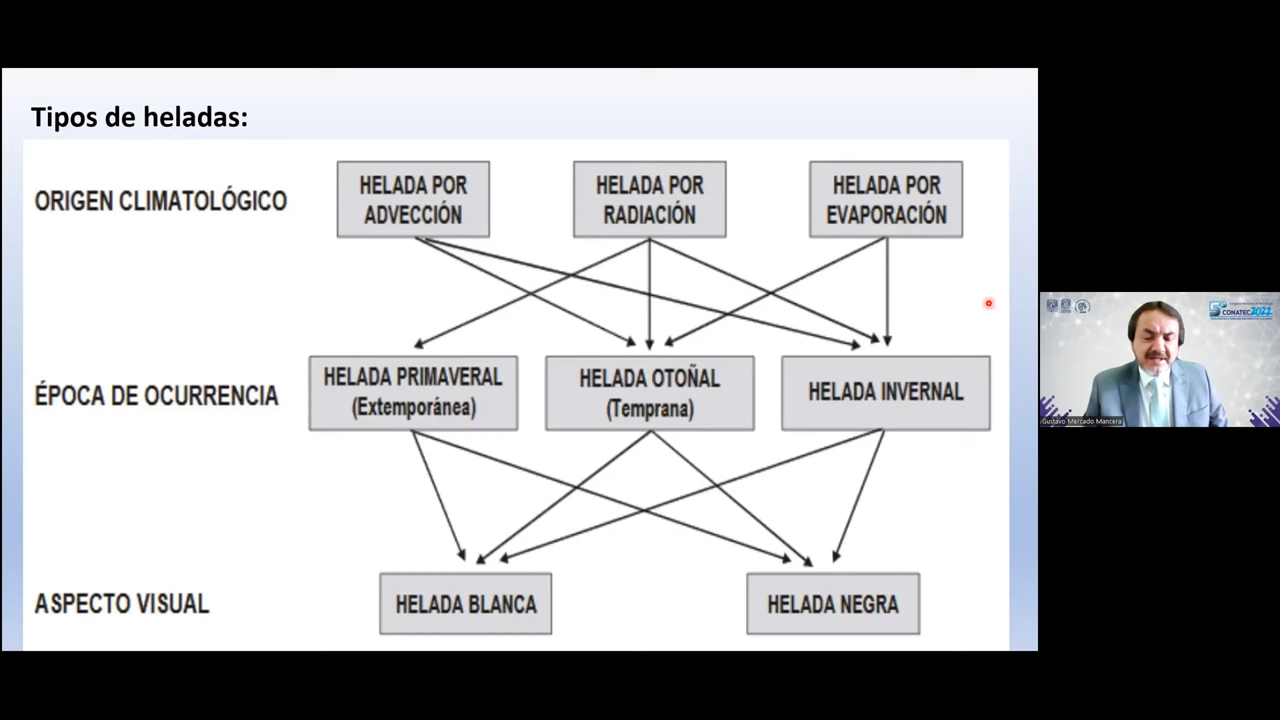 Tipos de heladas:
ORIGEN CLIMATOLÓGICO
HELADA POR
ADVECCIÓN
HELADA POR
RADIACIÓN
HELADA POR
EVAPORACIÓN
ÉPOCA DE OCURRENCIA
HELADA PRIMAVERAL
(Extemporánea)
HELADA OTOÑAL
(Temprana)
HELADA INVERNAL
ASPECTO VISUAL
HELADA BLANCA
HELADA NEGRA
CONATEC 2022
Gustavo Mercado Mancera